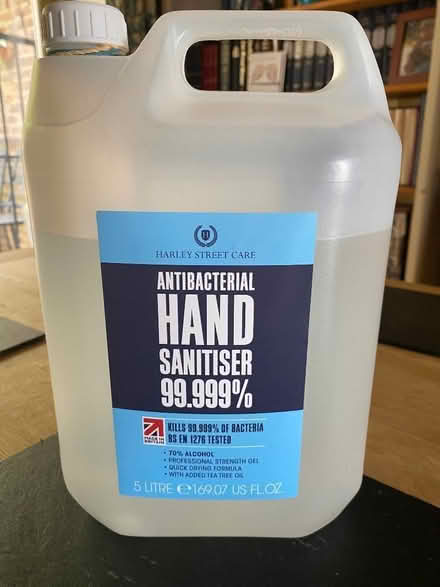 HARLEY STREET CARE
ANTIBACTERIAL
HAND
SANITISER
99.999%
KILLS 99.999% OF BACTERIA
BS EN 1276 TESTED
MADE IN
BRITAIN
• 70% ALCOHOL
• PROFESSIONAL STRENGTH GEL
• QUICK DRYING FORMULA
• WITH ADDED TEA TREE OIL
5 LITRE ℮169.07 US FL.OZ